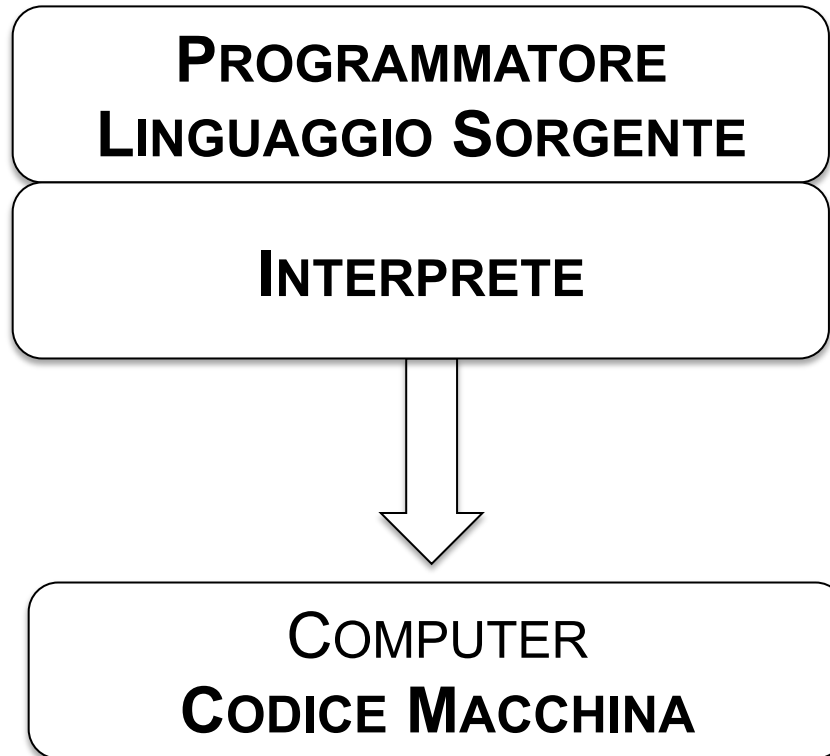 PROGRAMMATORE
LINGUAGGIO SORGENTE
INTERPRETE
COMPUTER
CODICE MACCHINA